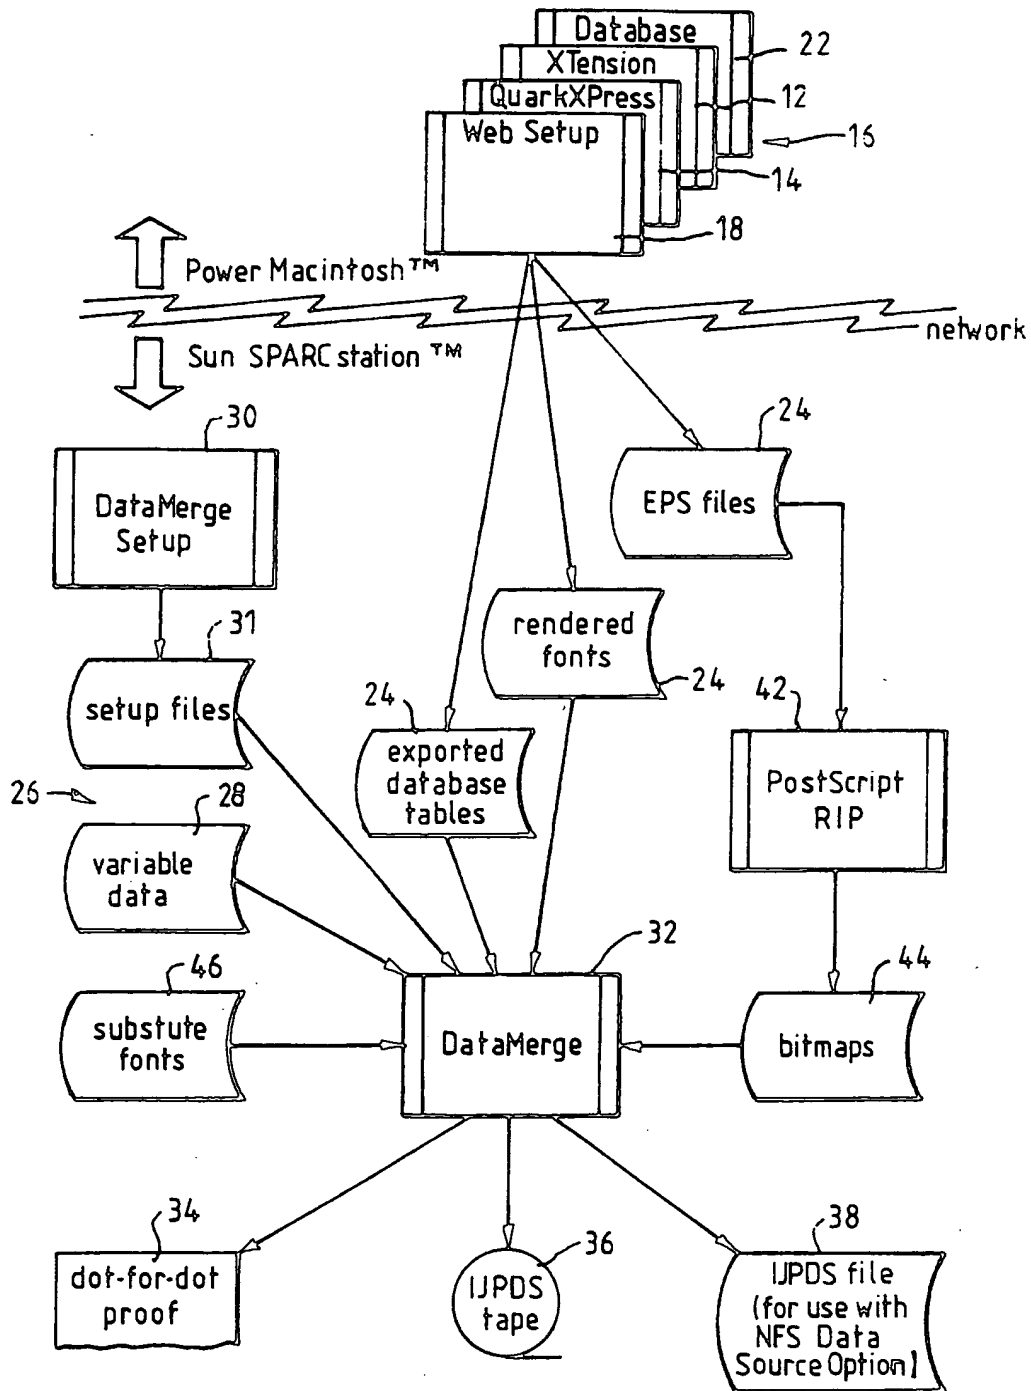 Database
22
XTension
QuarkXPress
12
Web Setup
16
14
18
Power Macintosh™
network
Sun SPARCstation™
30
24
DataMerge
Setup
EPS files
31
rendered
fonts
setup files
24
24
42
exported
database
tables
PostScript
RIP
26
28
variable
data
32
46
44
substute
fonts
DataMerge
bitmaps
34
36
38
dot-for-dot
proof
IJPDS
tape
IJPDS file
(for use with
NFS Data
Source Option]